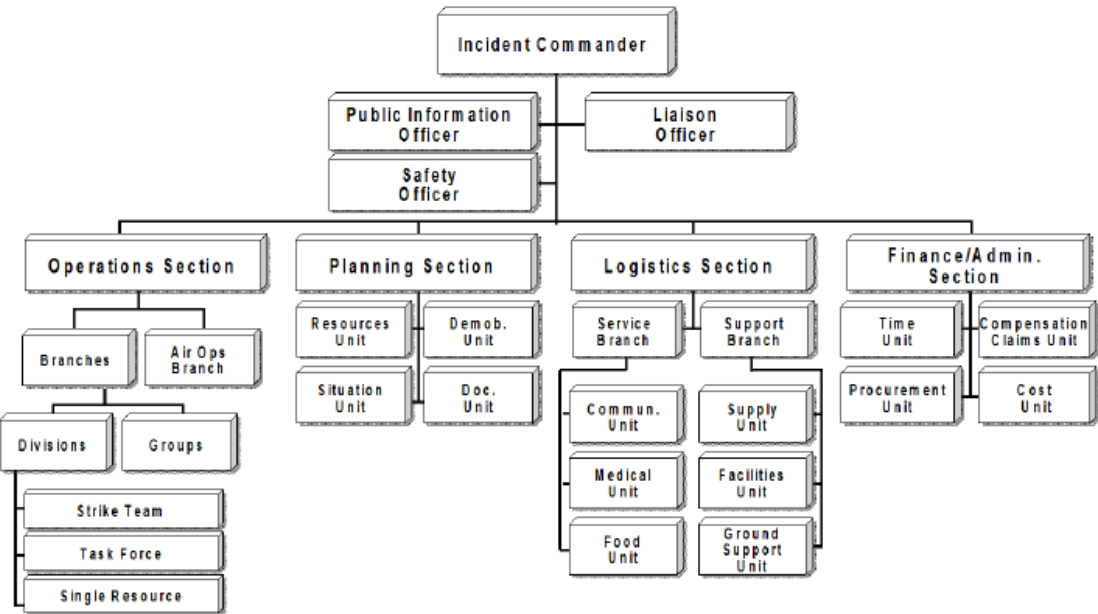 Incident Commander
Public Information
Officer
Liaison
Officer
Safety
Officer
Operations Section
Planning Section
Logistics Section
Finance/Admin.
Section
Resources
Unit
Demob.
Unit
Service
Branch
Support
Branch
Time
Unit
Compensation
Claims Unit
Branches
Air Ops
Branch
Situation
Unit
Doc.
Unit
Procurement
Unit
Cost
Unit
Divisions
Groups
Commun.
Unit
Supply
Unit
Medical
Unit
Facilities
Unit
Strike Team
Task Force
Single Resource
Food
Unit
Ground
Support
Unit